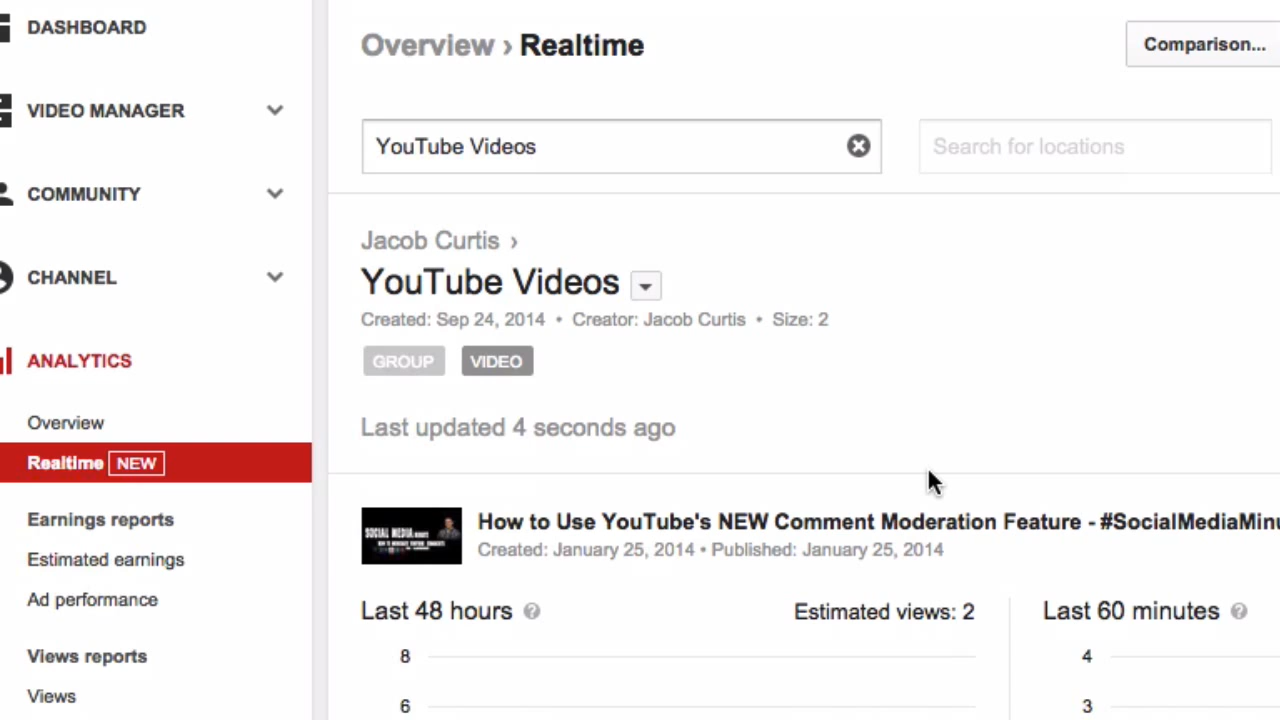 DASHBOARD
VIDEO MANAGER
COMMUNITY
CHANNEL
ANALYTICS
Overview
Realtime NEW
Earnings reports
Estimated earnings
Ad performance
Views reports
Views
Overview › Realtime
Comparison...
YouTube Videos
Search for locations
Jacob Curtis ›
YouTube Videos
Created: Sep 24, 2014 • Creator: Jacob Curtis • Size: 2
GROUP VIDEO
Last updated 4 seconds ago
SOCIAL MEDIA
How to Use YouTube's NEW Comment Moderation Feature - #SocialMediaMinu
Created: January 25, 2014 • Published: January 25, 2014
Last 48 hours ? Estimated views: 2
8
6
Last 60 minutes ?
4
3